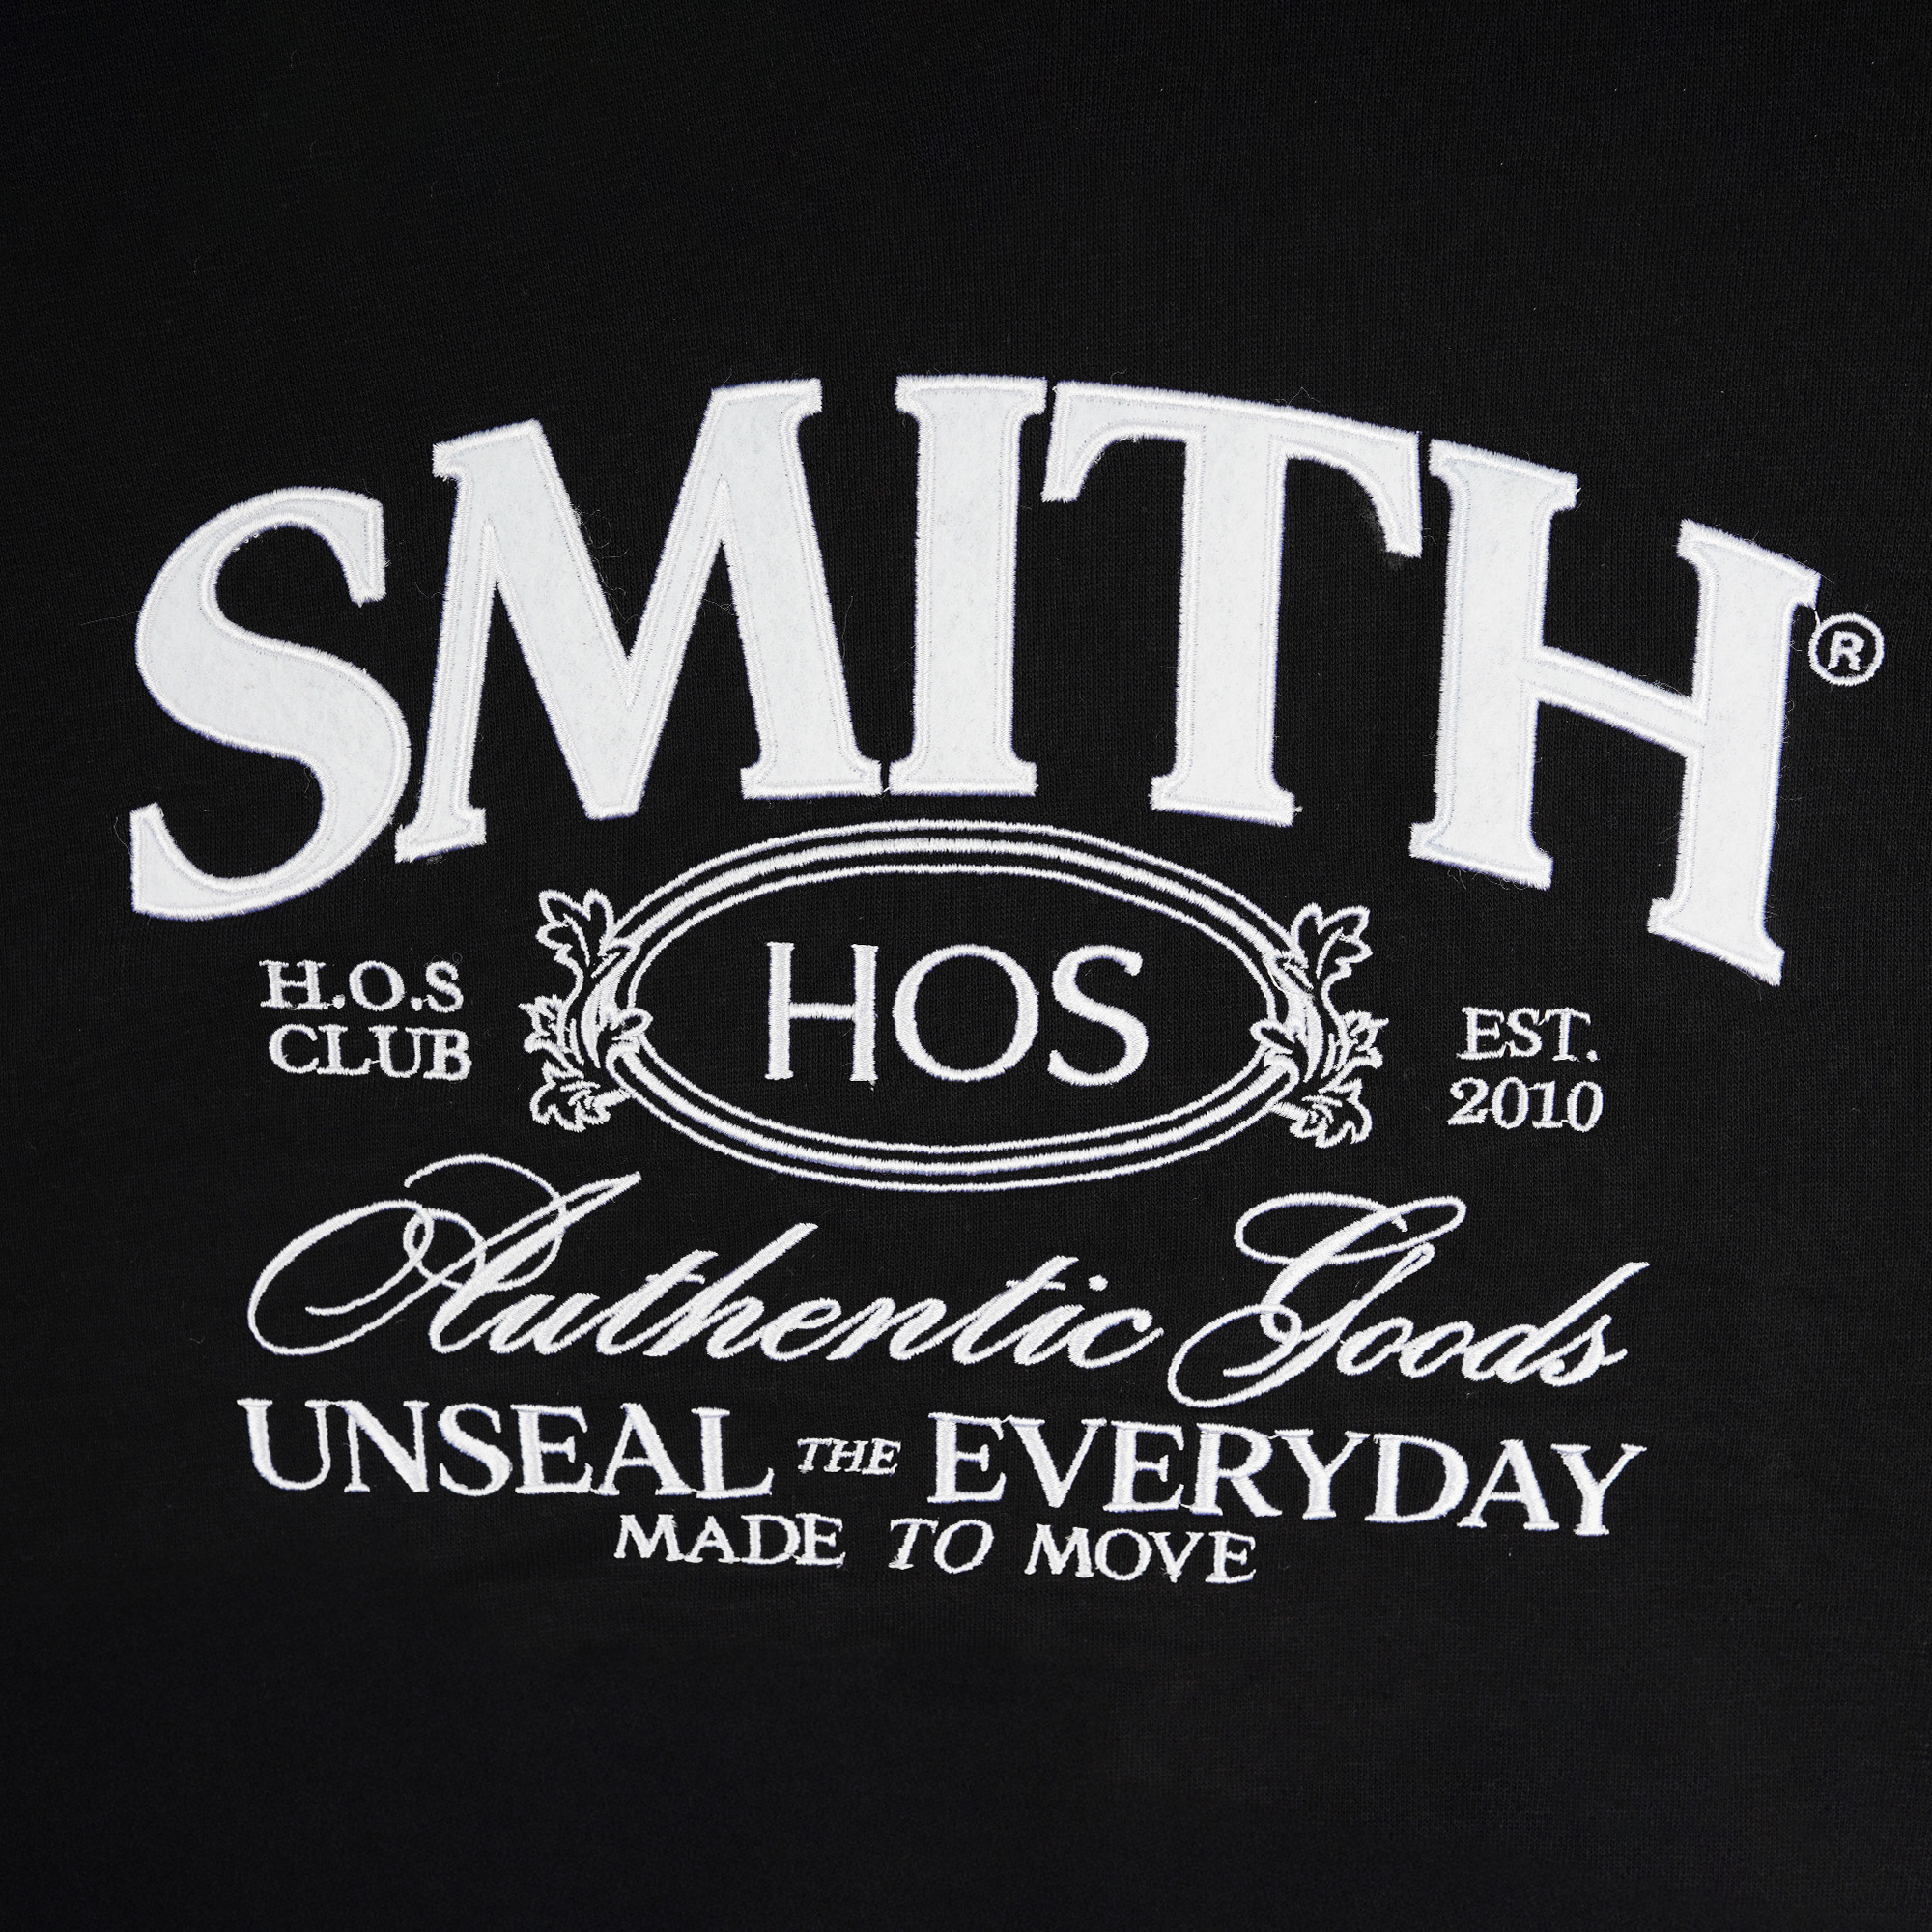 SMITH®
HOS
H.O.S
CLUB
EST.
2010
Authentic Goods
UNSEAL THE EVERYDAY
MADE TO MOVE